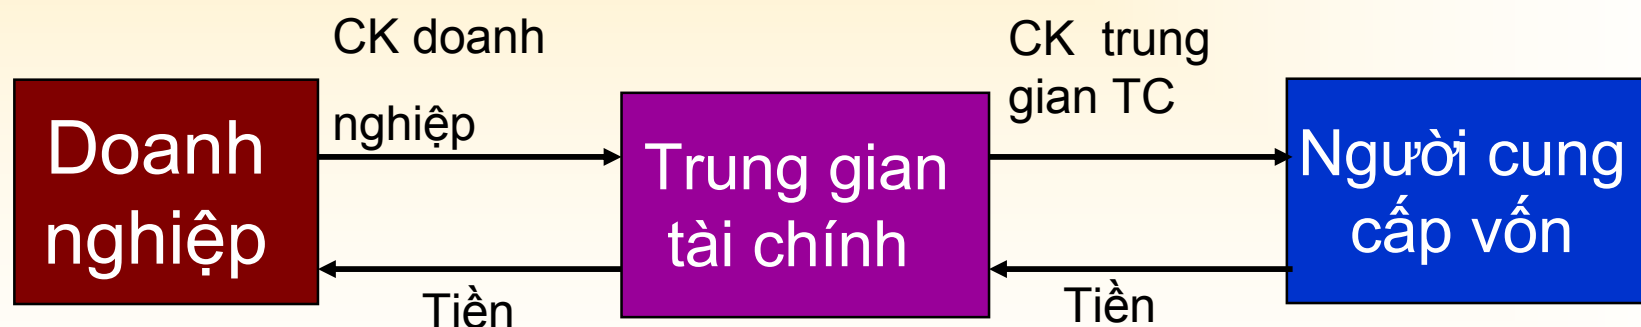 CK doanh
nghiệp
CK trung
gian TC
Doanh
nghiệp
Trung gian
tài chính
Người cung
cấp vốn
Tiền
Tiền